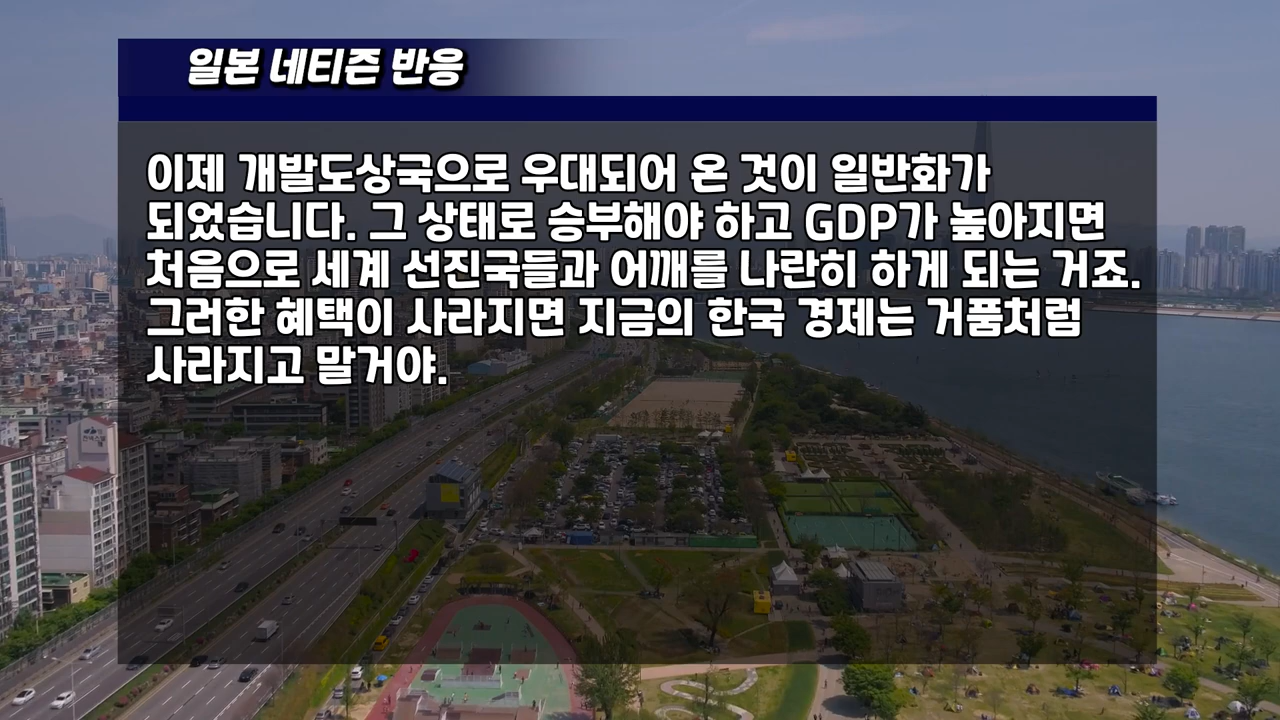 일본 네티즌 반응
이제 개발도상국으로 우대되어 온 것이 일반화가
되었습니다. 그 상태로 승부해야 하고 GDP가 높아지면
처음으로 세계 선진국들과 어깨를 나란히 하게 되는 거죠.
그러한 혜택이 사라지면 지금의 한국 경제는 거품처럼
사라지고 말거야.